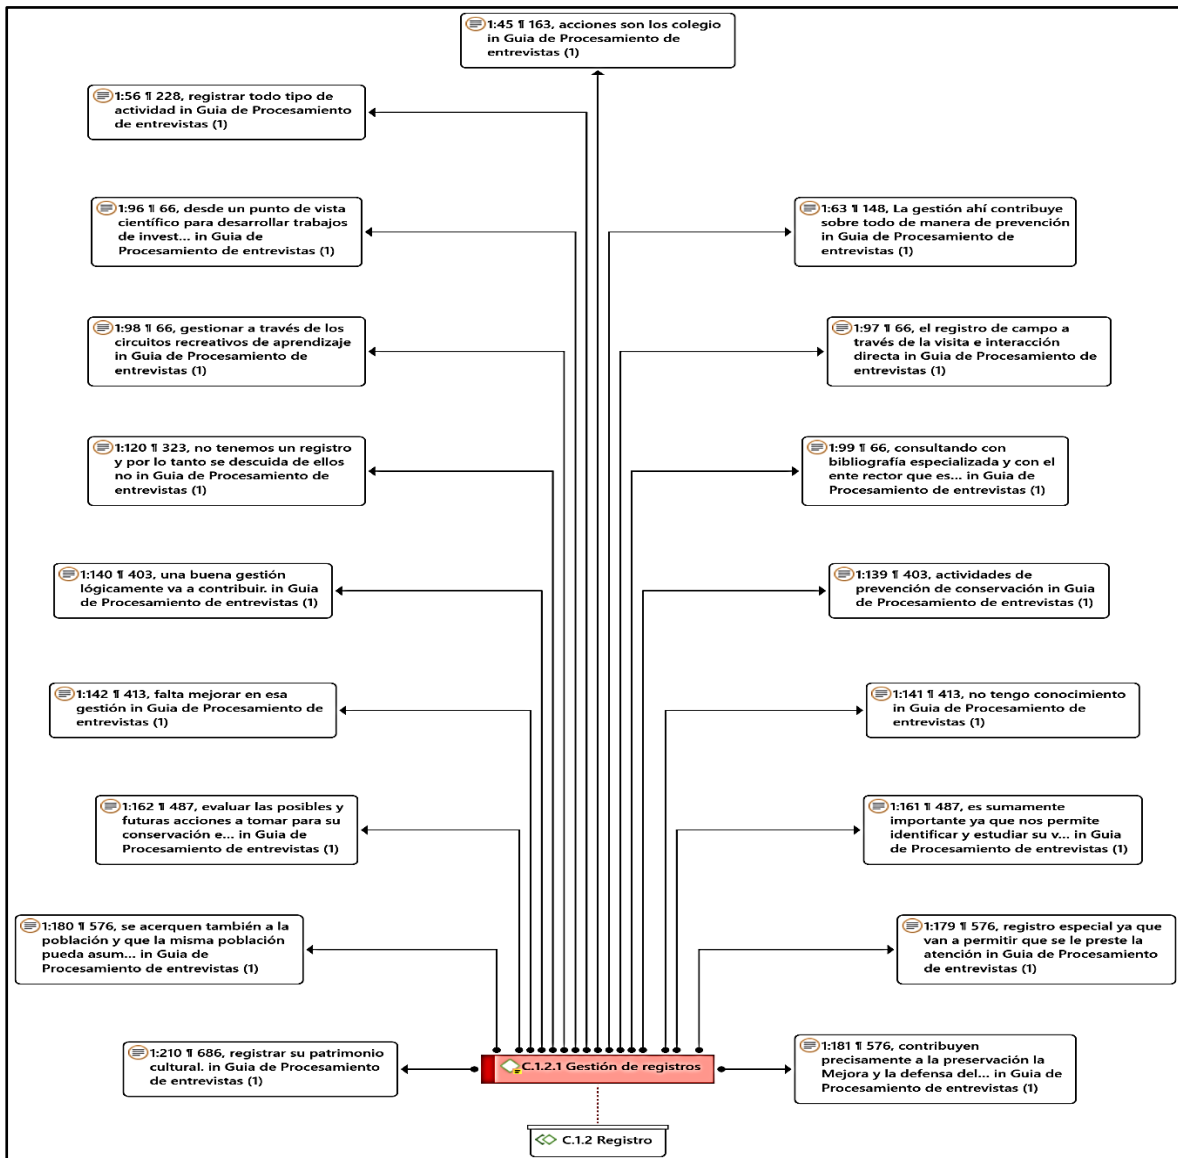 1:45 ¶ 163, acciones son los colegio
in Guia de Procesamiento de
entrevistas (1)
1:56 ¶ 228, registrar todo tipo de
actividad in Guia de Procesamiento
de entrevistas (1)
1:96 ¶ 66, desde un punto de vista
científico para desarrollar trabajos
de invest... in Guia de
Procesamiento de entrevistas (1)
1:63 ¶ 148, La gestión ahí contribuye
sobre todo de manera de prevención
in Guia de Procesamiento de
entrevistas (1)
1:98 ¶ 66, gestionar a través de los
circuitos recreativos de aprendizaje
in Guia de Procesamiento de
entrevistas (1)
1:97 ¶ 66, el registro de campo a
través de la visita e interacción
directa in Guia de Procesamiento de
entrevistas (1)
1:120 ¶ 323, no tenemos un registro
y por lo tanto se descuida de ellos
no in Guia de Procesamiento de
entrevistas (1)
1:99 ¶ 66, consultando con
bibliografía especializada y con el
ente rector que es... in Guia de
Procesamiento de entrevistas (1)
1:140 ¶ 403, una buena gestión
lógicamente va a contribuir. in Guia
de Procesamiento de entrevistas (1)
1:139 ¶ 403, actividades de
prevención de conservación in Guia
de Procesamiento de entrevistas (1)
1:142 ¶ 413, falta mejorar en esa
gestión in Guia de Procesamiento de
entrevistas (1)
1:141 ¶ 413, no tengo conocimiento
in Guia de Procesamiento de
entrevistas (1)
1:162 ¶ 487, evaluar las posibles y
futuras acciones a tomar para su
conservación e... in Guia de
Procesamiento de entrevistas (1)
1:161 ¶ 487, es sumamente
importante ya que nos permite
identificar y estudiar su v... in Guia
de Procesamiento de entrevistas (1)
1:180 ¶ 576, se acerquen también a la
población y que la misma población
pueda asum... in Guia de
Procesamiento de entrevistas (1)
1:179 ¶ 576, registro especial ya que
van a permitir que se le preste la
atención in Guia de Procesamiento
de entrevistas (1)
1:210 ¶ 686, registrar su patrimonio
cultural. in Guia de Procesamiento
de entrevistas (1)
C.1.2.1 Gestión de registros
1:181 ¶ 576, contribuyen
precisamente a la preservación la
Mejora y la defensa del... in Guia de
Procesamiento de entrevistas (1)
C.1.2 Registro